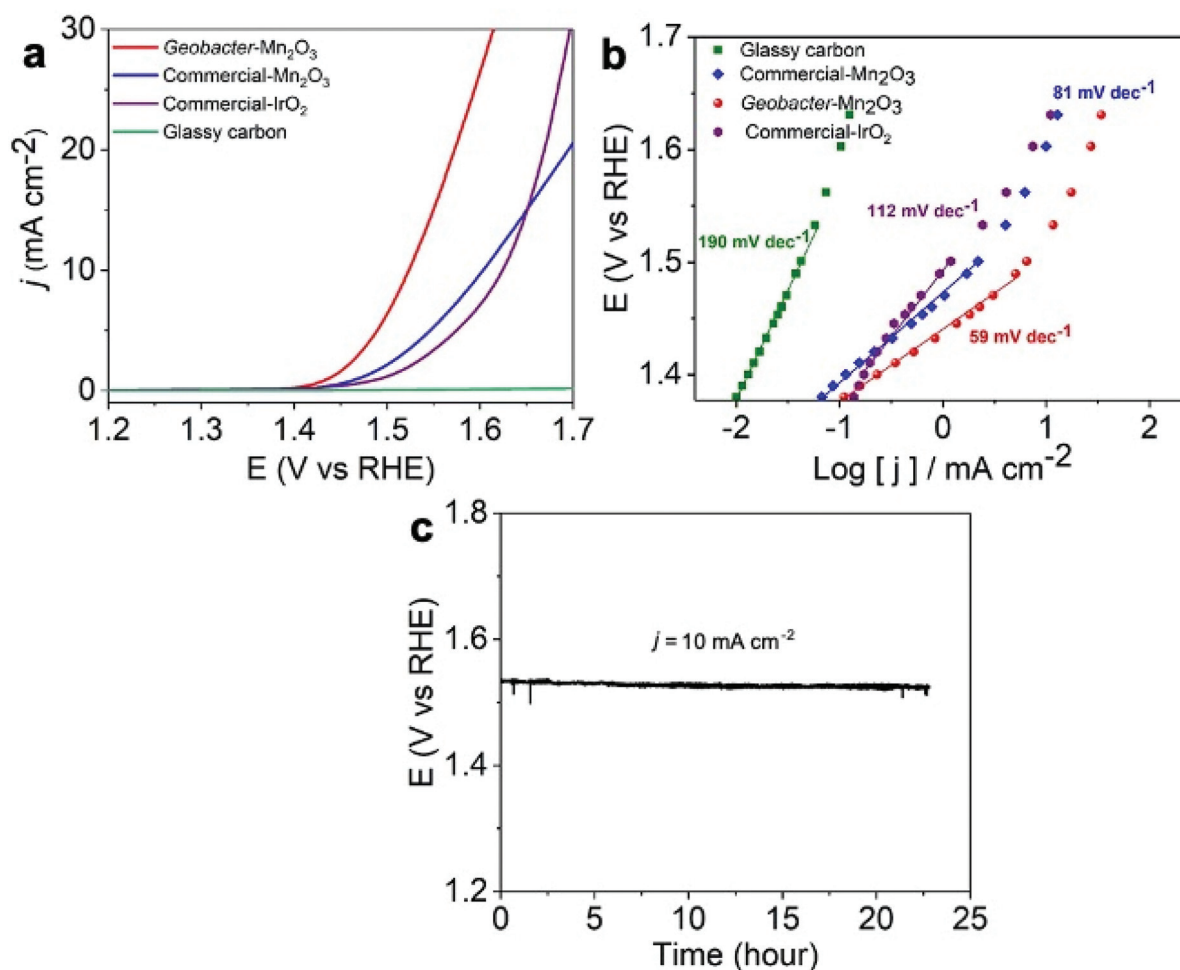 a
30
20
10
0
j (mA cm⁻²)
Geobacter-Mn₂O₃
Commercial-Mn₂O₃
Commercial-IrO₂
Glassy carbon
1.2 1.3 1.4 1.5 1.6 1.7
E (V vs RHE)
b
1.7
1.6
1.5
1.4
E (V vs RHE)
Glassy carbon
Commercial-Mn₂O₃
Geobacter-Mn₂O₃
Commercial-IrO₂
81 mV dec⁻¹
112 mV dec⁻¹
190 mV dec⁻¹
59 mV dec⁻¹
-2 -1 0 1 2
Log [ j ] / mA cm⁻²
c
1.8
1.6
1.4
1.2
E (V vs RHE)
j = 10 mA cm⁻²
0 5 10 15 20 25
Time (hour)